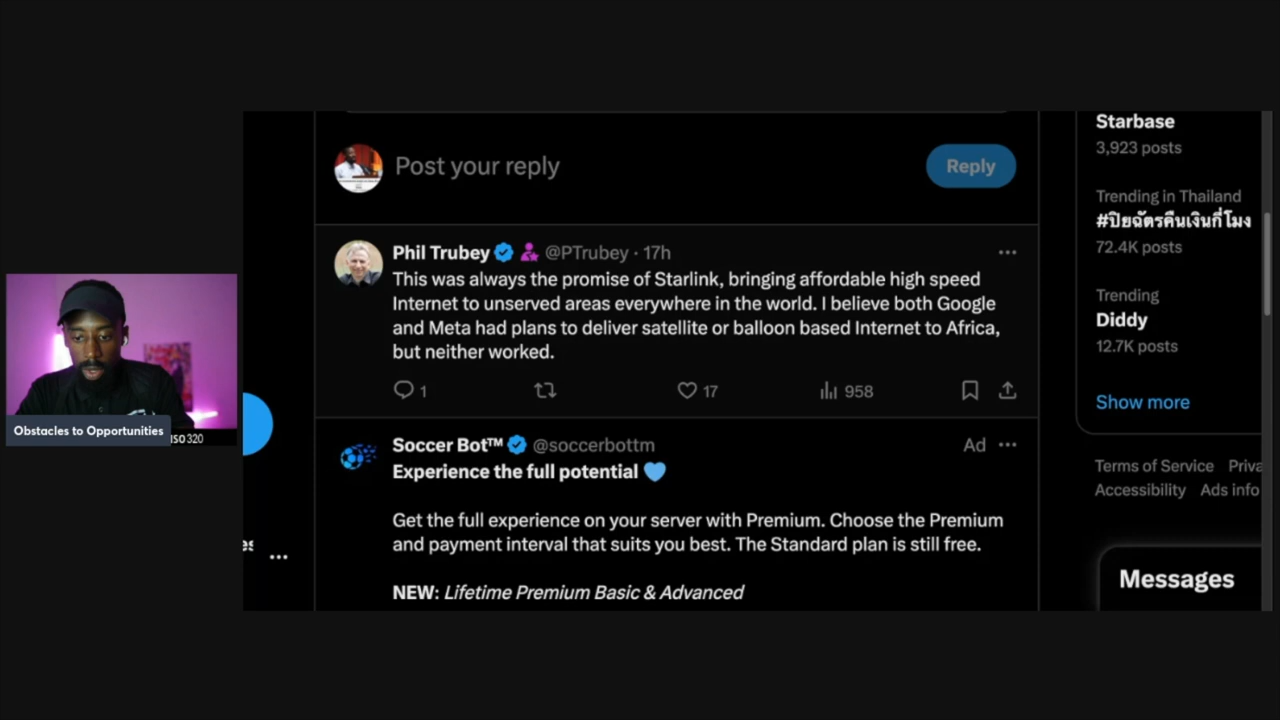 Obstacles to Opportunities
ISO 320
Post your reply
Reply
Phil Trubey @PTrubey · 17h
This was always the promise of Starlink, bringing affordable high speed
Internet to unserved areas everywhere in the world. I believe both Google
and Meta had plans to deliver satellite or balloon based Internet to Africa,
but neither worked.
1
17
958
Soccer Bot™ @soccerbottm
Ad
Experience the full potential
Get the full experience on your server with Premium. Choose the Premium
and payment interval that suits you best. The Standard plan is still free.
NEW: Lifetime Premium Basic & Advanced
Starbase
3,923 posts
Trending in Thailand
#ปิยฉัตรคืนเงินกี่โมง
72.4K posts
Trending
Diddy
12.7K posts
Show more
Terms of Service
Accessibility Ads info
Messages